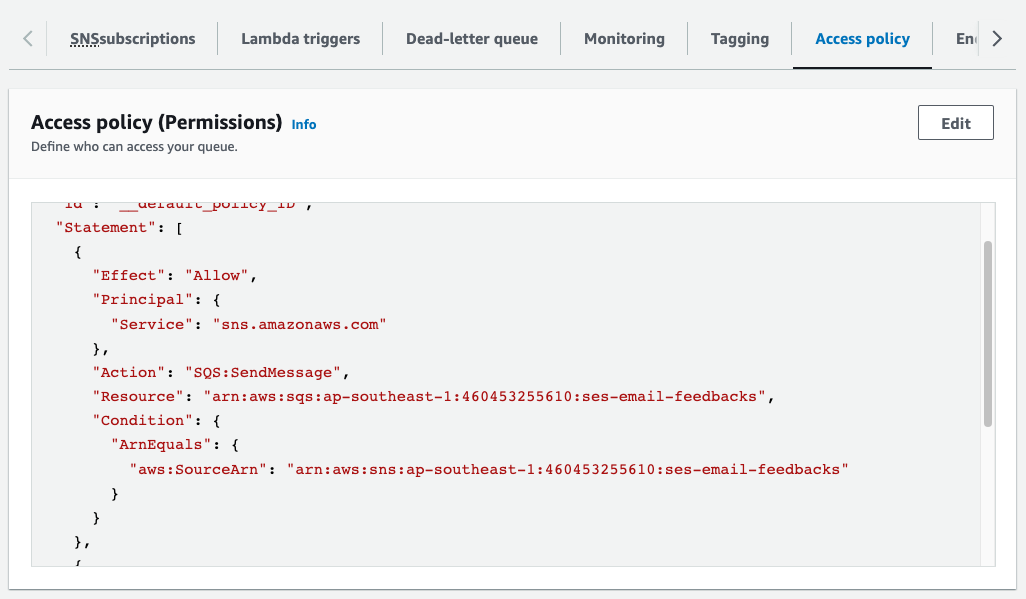 SNS subscriptions
Lambda triggers
Dead-letter queue
Monitoring
Tagging
Access policy
En
Access policy (Permissions) Info
Edit
Define who can access your queue.
"Id": "__default_policy_ID",
"Statement": [
{
"Effect": "Allow",
"Principal": {
"Service": "sns.amazonaws.com"
},
"Action": "SQS:SendMessage",
"Resource": "arn:aws:sqs:ap-southeast-1:460453255610:ses-email-feedbacks",
"Condition": {
"ArnEquals": {
"aws:SourceArn": "arn:aws:sns:ap-southeast-1:460453255610:ses-email-feedbacks"
}
}
},
{